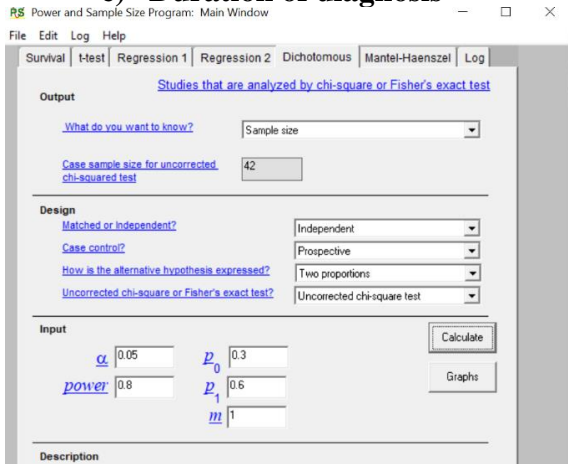 c) Duration of diagnosis
PS Power and Sample Size Program: Main Window
File Edit Log Help
Survival t-test Regression 1 Regression 2 Dichotomous Mantel-Haenszel Log
Studies that are analyzed by chi-square or Fisher's exact test
Output
What do you want to know? Sample size
Case sample size for uncorrected 42
chi-squared test
Design
Matched or Independent? Independent
Case control? Prospective
How is the alternative hypothesis expressed? Two proportions
Uncorrected chi-square or Fisher's exact test? Uncorrected chi-square test
Input
Calculate
α 0.05 p0 0.3
power 0.8 p1 0.6
Graphs
m 1
Description